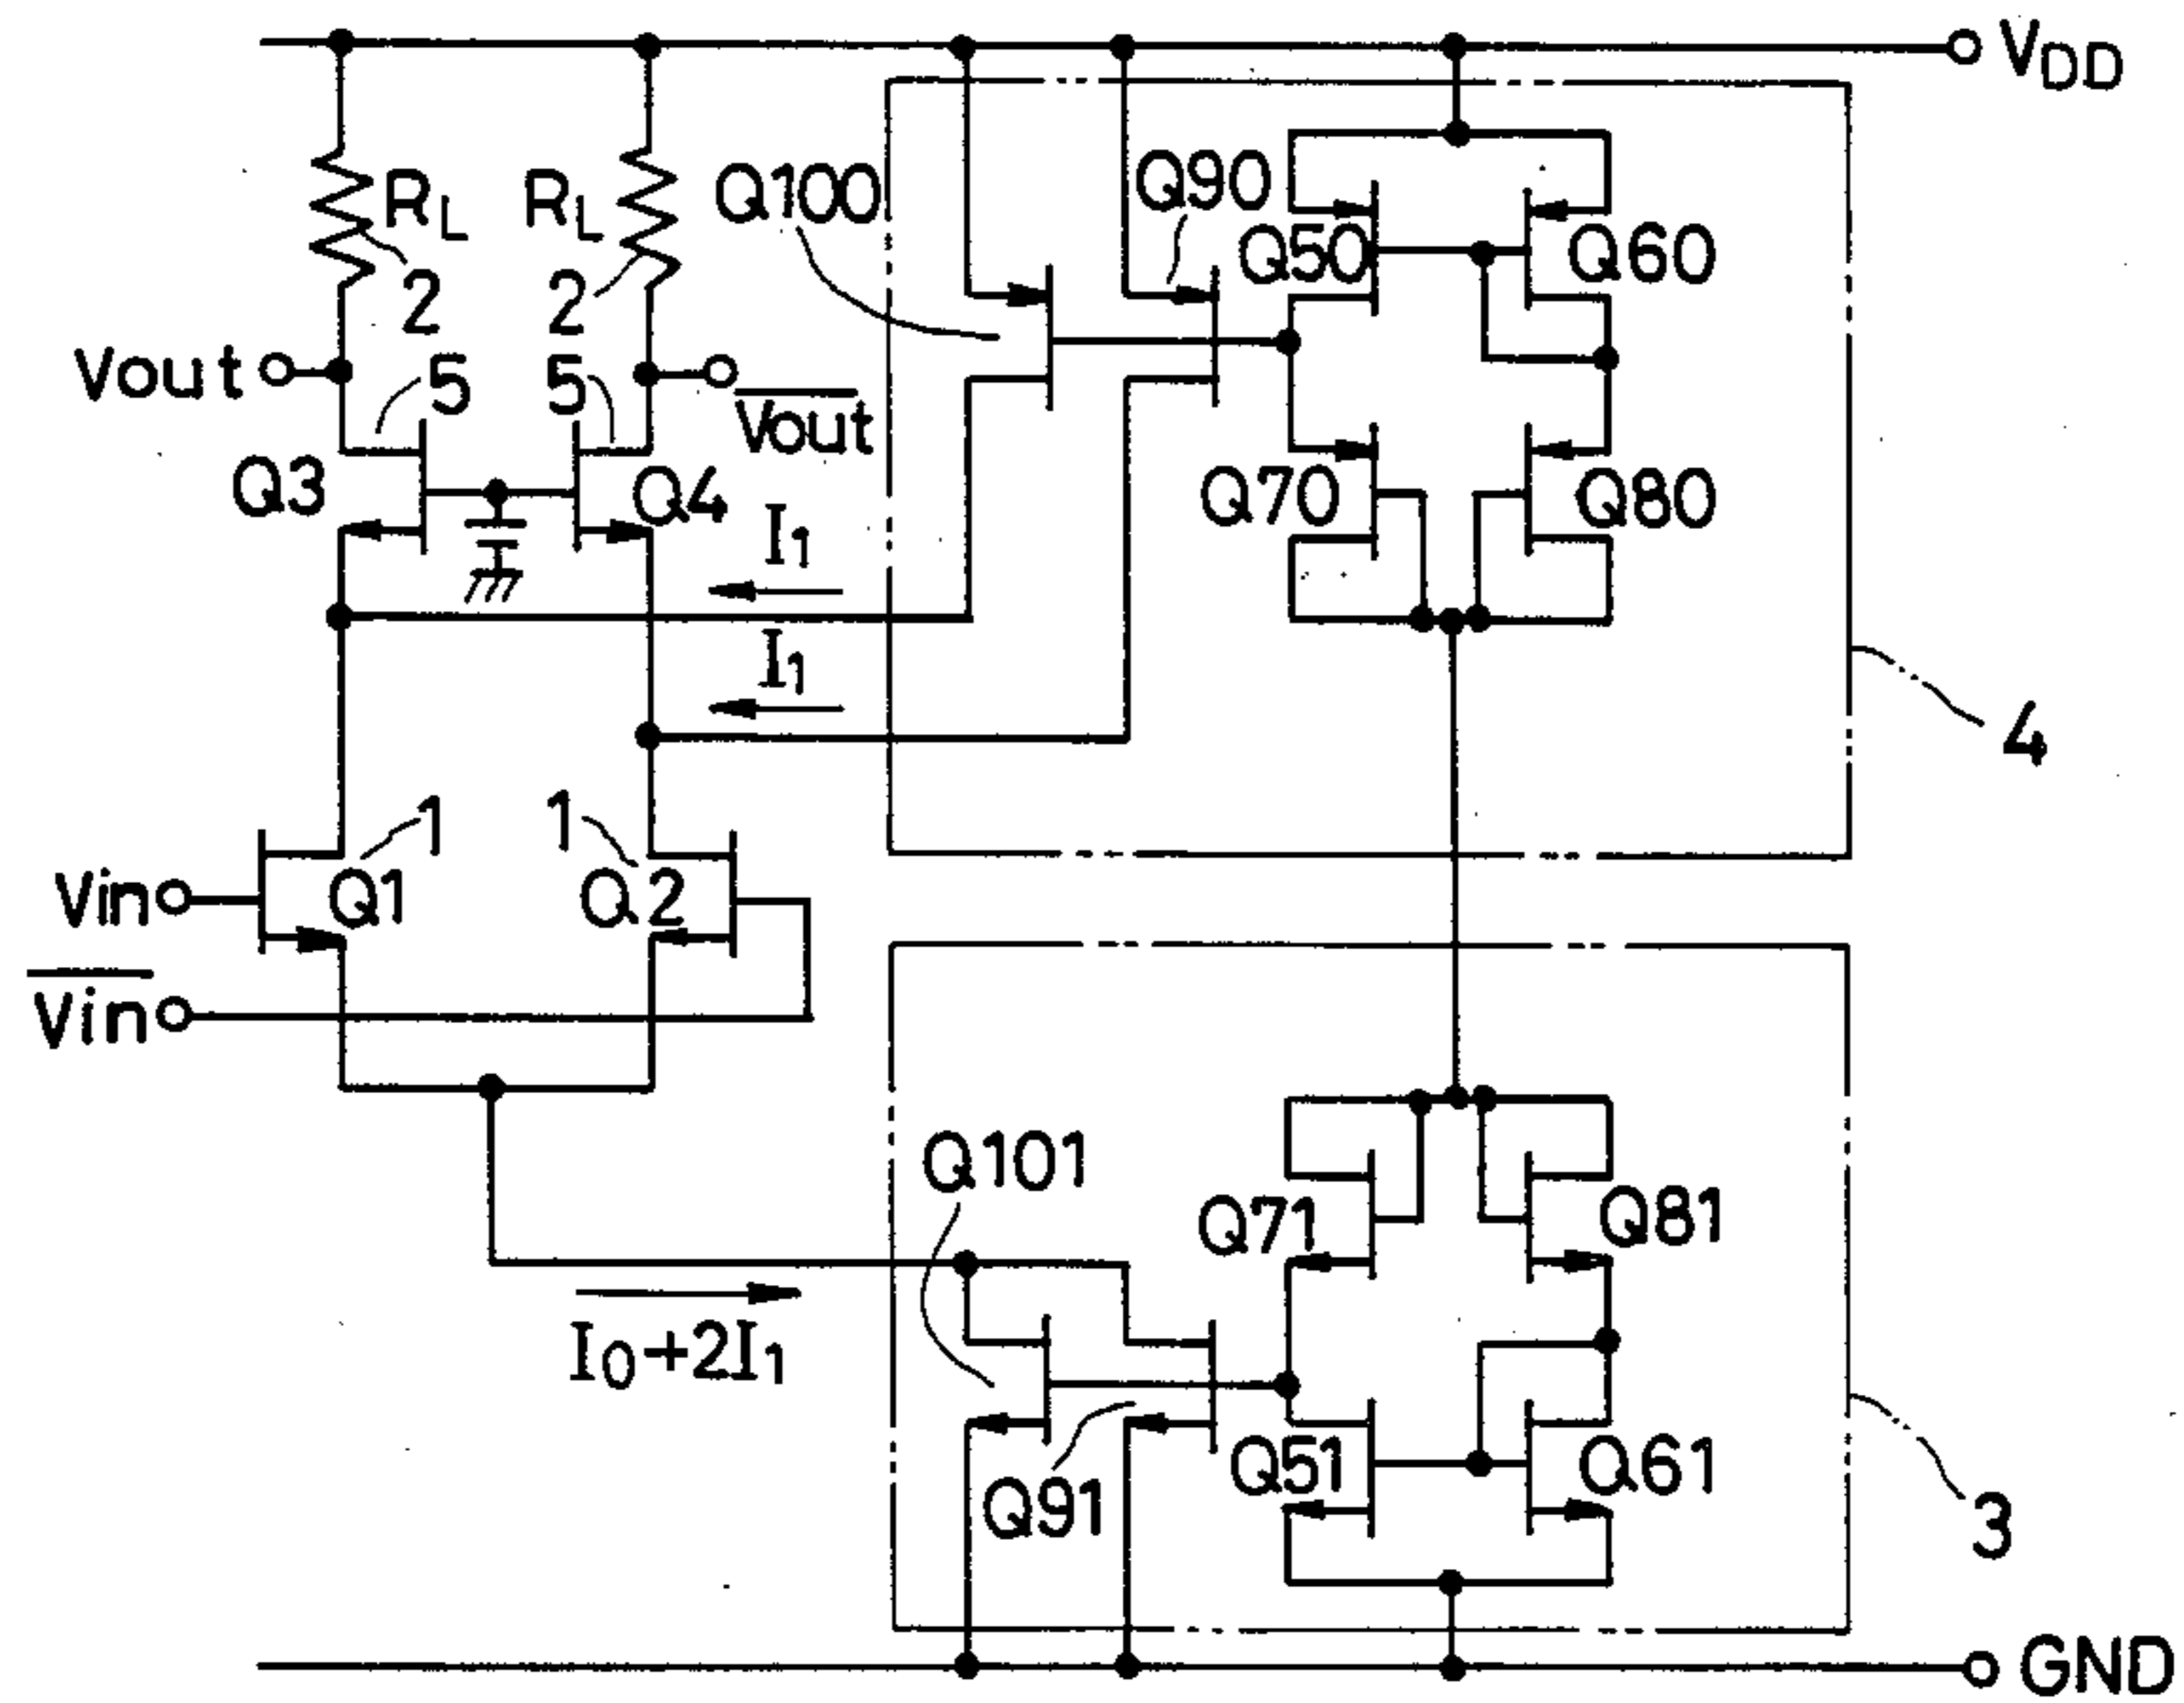 VDD
RL
RL
Q100
Q90
Q50
Q60
2
2
Vout
5
5
Vout
Q3
Q4
Q70
Q80
I1
I1
4
1
1
Vin
Q1
Q2
Vin
Q101
Q71
Q81
I0+2I1
Q91
Q51
Q61
3
GND